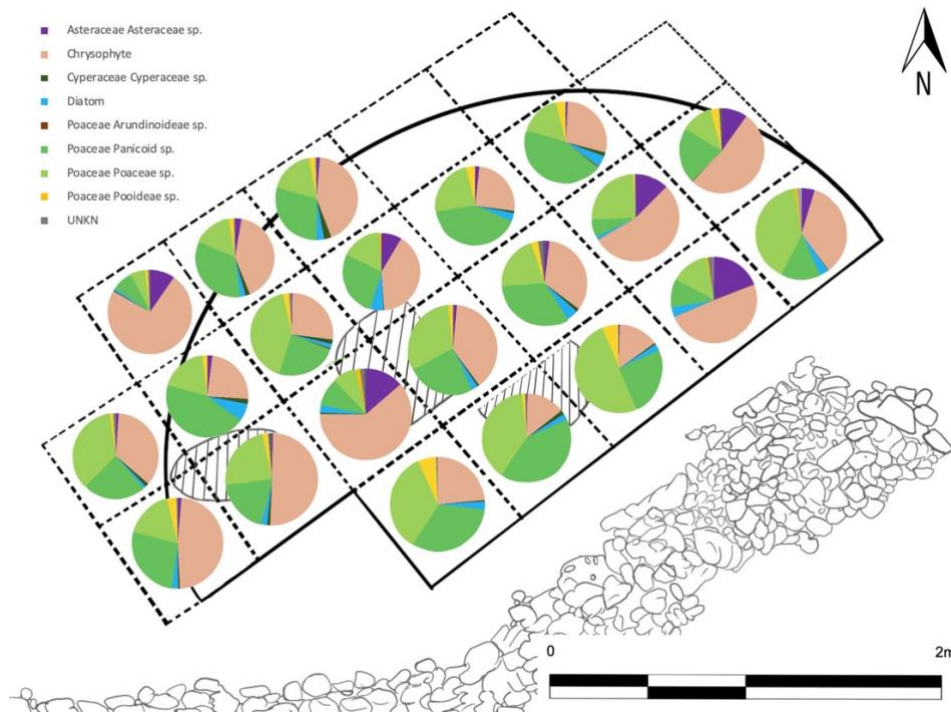 Asteraceae Asteraceae sp.
Chrysophyte
Cyperaceae Cyperaceae sp.
Diatom
Poaceae Arundinoideae sp.
Poaceae Panicoid sp.
Poaceae Poaceae sp.
Poaceae Pooideae sp.
UNKN
N
0 2m